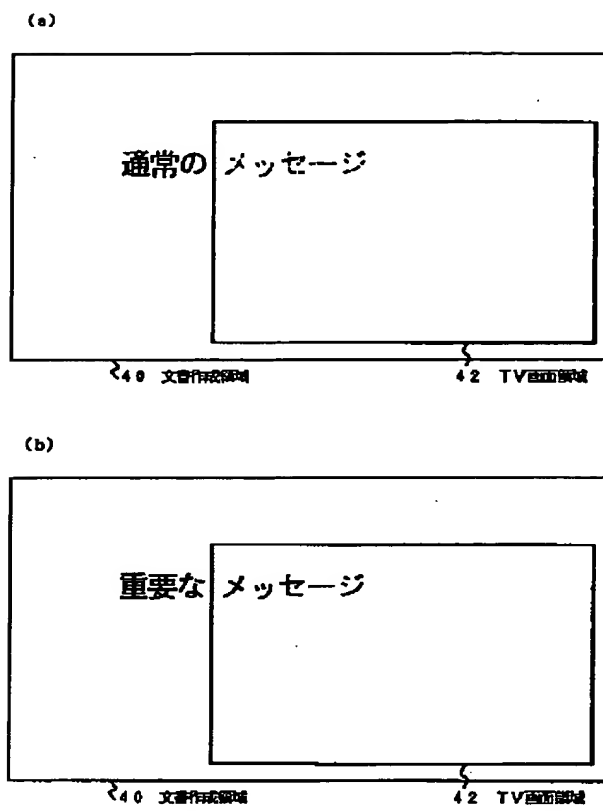 (a)
通常の メッセージ
40 文書作成領域 42 TV画面領域
(b)
重要な メッセージ
40 文書作成領域 42 TV画面領域